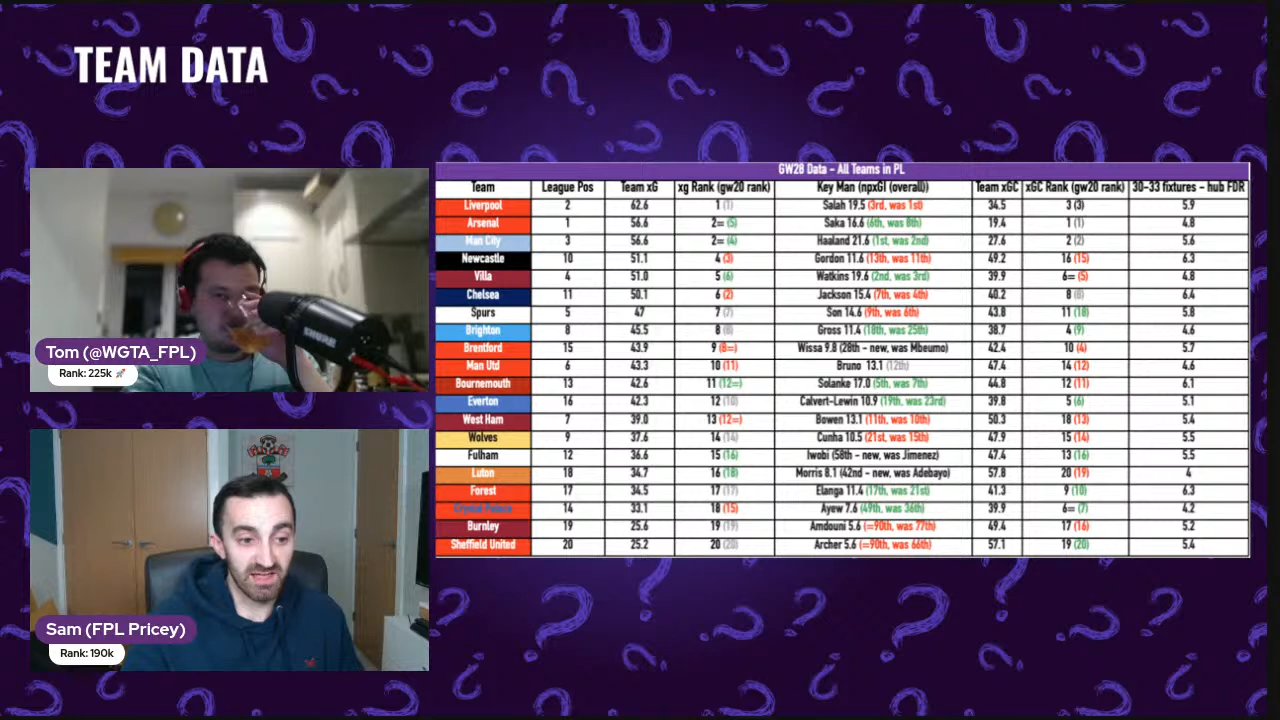 TEAM DATA
GW28 Data - All Teams in PL
Team League Pos Team xG xg Rank (gw20 rank) Key Man (npxGI (overall)) Team xGC xGC Rank (gw20 rank) 30-33 fixtures - hub FDR
Liverpool 2 62.6 1 (1) Salah 19.5 (3rd, was 1st) 34.5 3 (3) 5.9
Arsenal 1 56.6 2= (5) Saka 16.6 (6th, was 8th) 19.4 1 (1) 4.8
Man City 3 56.6 2= (4) Haaland 21.6 (1st, was 2nd) 27.6 2 (2) 5.6
Newcastle 10 51.1 4 (3) Gordon 11.6 (13th, was 11th) 49.2 16 (15) 6.3
Villa 4 51.0 5 (6) Watkins 19.6 (2nd, was 3rd) 39.9 6= (5) 4.8
Chelsea 11 50.1 6 (2) Jackson 15.4 (7th, was 4th) 40.2 8 (8) 6.4
Spurs 5 47 7 (7) Son 14.6 (9th, was 6th) 43.8 11 (18) 5.8
Brighton 8 45.5 8 (8) Gross 11.4 (18th, was 25th) 38.7 4 (9) 4.6
Brentford 15 43.9 9 (8=) Wissa 9.8 (28th - new, was Mbeumo) 42.4 10 (4) 5.7
Man Utd 6 43.3 10 (11) Bruno 13.1 (12th) 47.4 14 (12) 4.6
Bournemouth 13 42.6 11 (12=) Solanke 17.0 (5th, was 7th) 44.8 12 (11) 6.1
Everton 16 42.3 12 (10) Calvert-Lewin 10.9 (19th, was 23rd) 39.8 5 (6) 5.1
West Ham 7 39.0 13 (12=) Bowen 13.1 (11th, was 10th) 50.3 18 (13) 5.4
Wolves 9 37.6 14 (14) Cunha 10.5 (21st, was 15th) 47.9 15 (14) 5.5
Fulham 12 36.6 15 (16) Iwobi (58th - new, was Jimenez) 47.4 13 (16) 5.5
Luton 18 34.7 16 (18) Morris 8.1 (42nd - new, was Adebayo) 57.8 20 (19) 4
Forest 17 34.5 17 (17) Elanga 11.4 (17th, was 21st) 41.3 9 (10) 6.3
Crystal Palace 14 33.1 18 (15) Ayew 7.6 (49th, was 36th) 39.9 6= (7) 4.2
Burnley 19 25.6 19 (19) Amdouni 5.6 (=90th, was 77th) 49.4 17 (16) 5.2
Sheffield United 20 25.2 20 (20) Archer 5.6 (=90th, was 66th) 57.1 19 (20) 5.4
SHURE
Tom (@WGTA_FPL)
Rank: 225k
Sam (FPL Pricey)
Rank: 190k